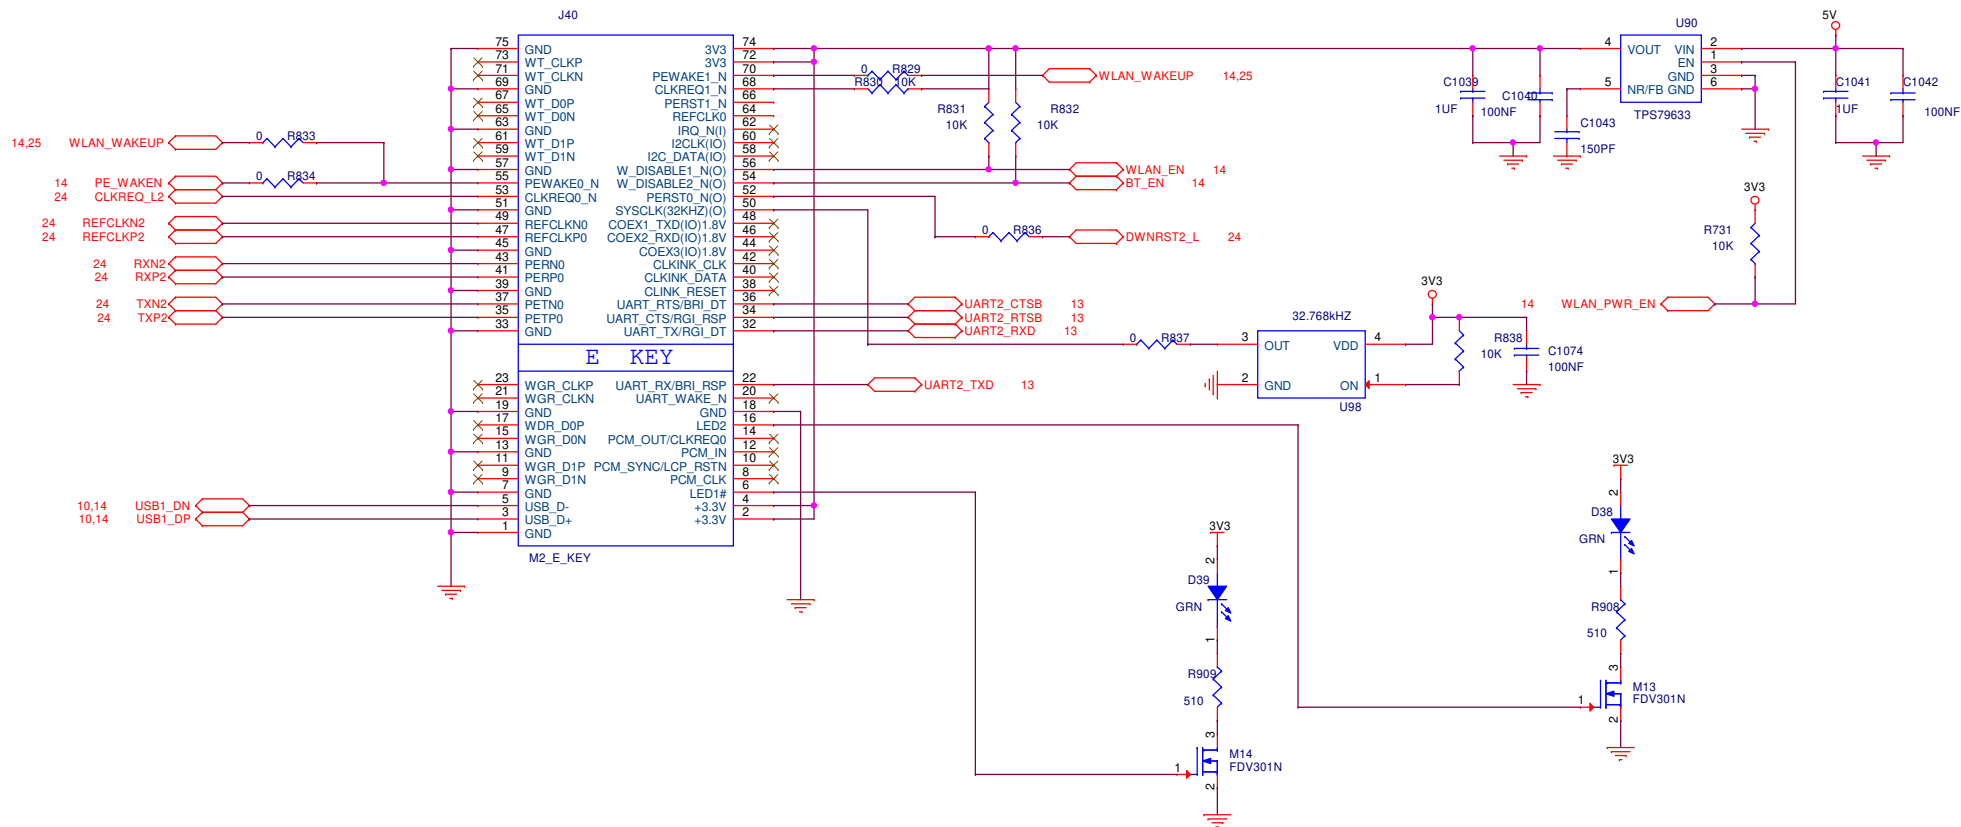 J40
75 GND 3V3 74
73 WT_CLKP 3V3 72
71 WT_CLKN PEWAKE1_N 70
69 GND CLKREQ1_N 68
67 WT_D0P PERST1_N 66
65 WT_D0N REFCLK0 64
63 GND IRQ_N(I) 62
61 WT_D1P I2CLK(IO) 60
59 WT_D1N I2C_DATA(IO) 58
57 GND W_DISABLE1_N(O) 56
55 PEWAKE0_N W_DISABLE2_N(O) 54
53 CLKREQ0_N PERST0_N(O) 52
51 GND SYSCLK(32KHZ)(O) 50
49 REFCLKN0 COEX1_TXD(IO)1.8V 48
47 REFCLKP0 COEX2_RXD(IO)1.8V 46
45 GND COEX3(IO)1.8V 44
43 PERN0 CLKINK_CLK 42
41 PERP0 CLKINK_DATA 40
39 GND CLINK_RESET 38
37 PETN0 UART_RTS/BRI_DT 36
35 PETP0 UART_CTS/RGI_RSP 34
33 GND UART_TX/RGI_DT 32
E KEY
23 WGR_CLKP UART_RX/BRI_RSP 22
21 WGR_CLKN UART_WAKE_N 20
19 GND GND 18
17 WDR_D0P LED2 16
15 WGR_D0N PCM_OUT/CLKREQ0 14
13 GND PCM_IN 12
11 WGR_D1P PCM_SYNC/LCP_RSTN 10
9 WGR_D1N PCM_CLK 8
7 GND LED1# 6
5 USB_D- +3.3V 4
3 USB_D+ +3.3V 2
1 GND
M2_E_KEY
14,25 WLAN_WAKEUP 0 R833
14 PE_WAKEN 0 R834
24 CLKREQ_L2
24 REFCLKN2
24 REFCLKP2
24 RXN2
24 RXP2
24 TXN2
24 TXP2
10,14 USB1_DN
10,14 USB1_DP
0 R829 WLAN_WAKEUP 14,25
R830 10K
R831 10K
R832 10K
WLAN_EN 14
BT_EN 14
0 R836 DWNRST2_L 24
UART2_CTSB 13
UART2_RTSB 13
UART2_RXD 13
UART2_TXD 13
U90
4 VOUT VIN 2
EN 1
GND 3
5 NR/FB GND 6
TPS79633
5V
C1039
1UF
C1040
100NF
C1043
150PF
C1041
1UF
C1042
100NF
3V3
R731
10K
14 WLAN_PWR_EN
3V3
32.768kHZ
0 R837
3 OUT VDD 4
2 GND ON 1
U98
R838
10K
C1074
100NF
3V3
2
D39
GRN
1
R909
510
3
1
M14
FDV301N
2
3V3
2
D38
GRN
1
R908
510
3
1
M13
FDV301N
2